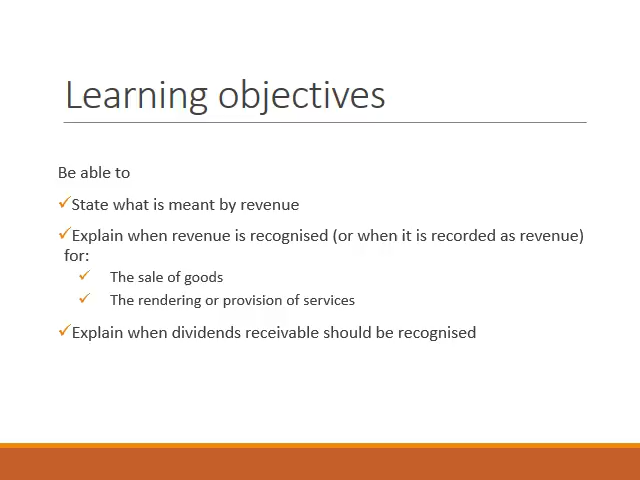 Learning objectives
Be able to
State what is meant by revenue
Explain when revenue is recognised (or when it is recorded as revenue)
for:
The sale of goods
The rendering or provision of services
Explain when dividends receivable should be recognised